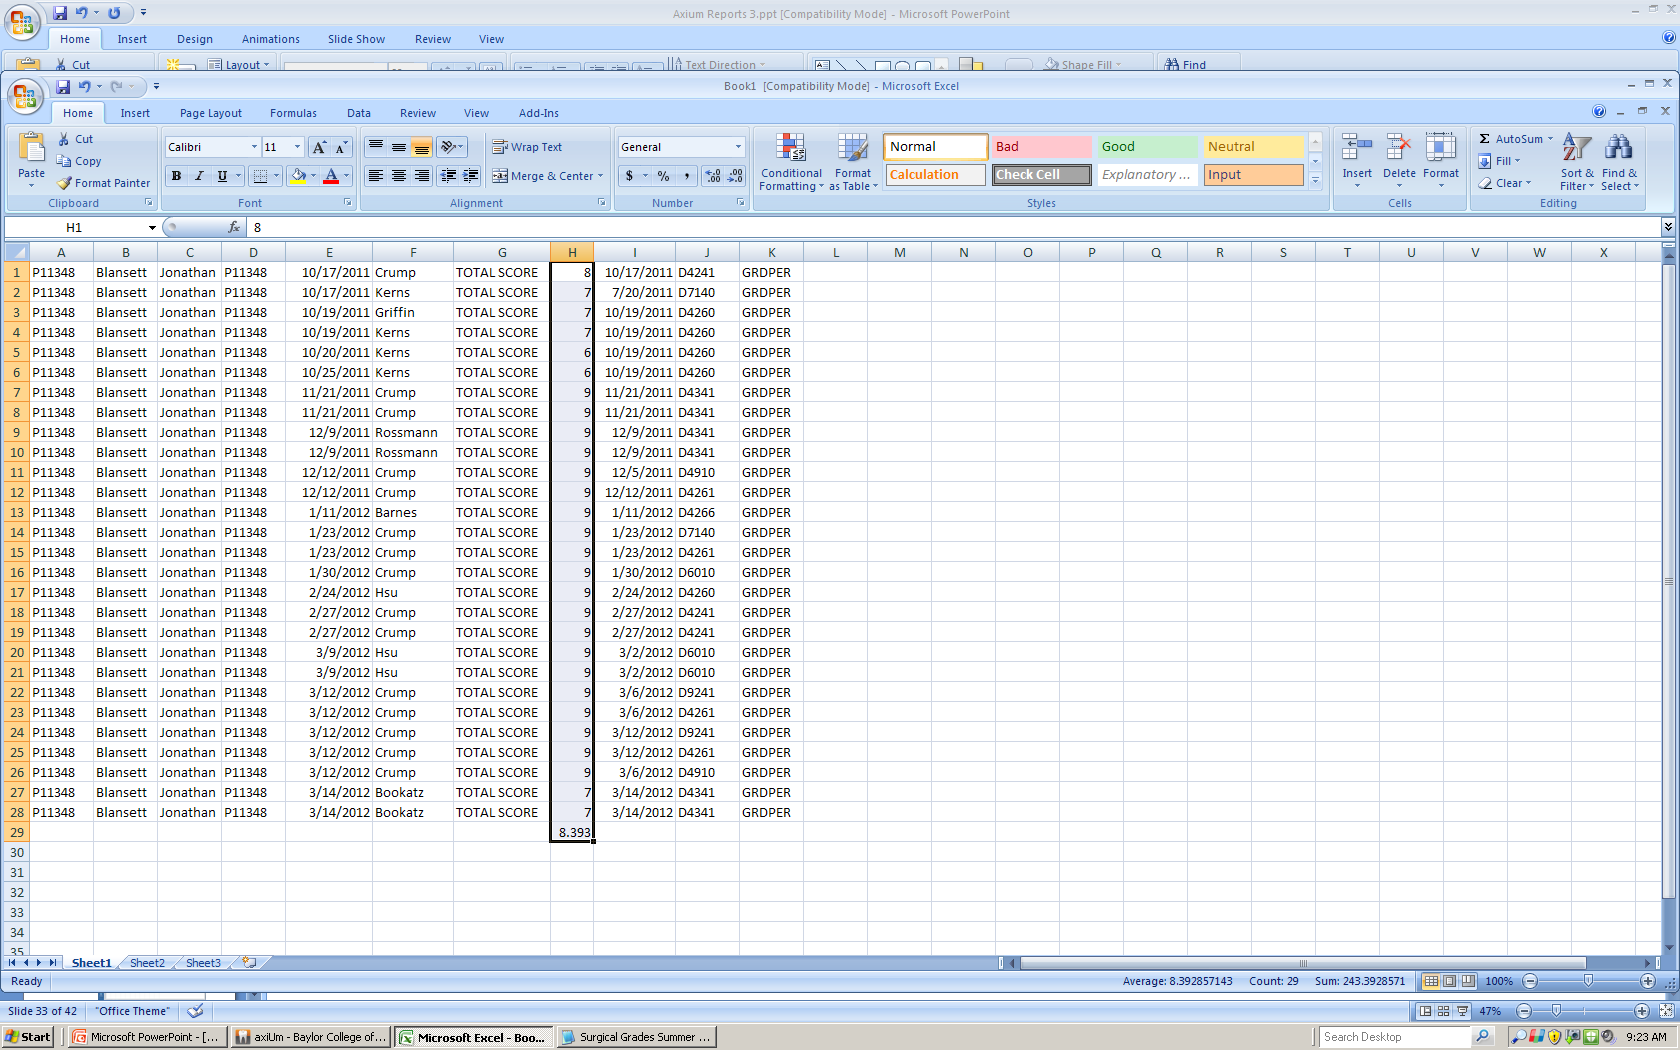 Axium Reports 3.ppt [Compatibility Mode] - Microsoft PowerPoint
Home Insert Design Animations Slide Show Review View
Cut Layout Text Direction Shape Fill Find
Book1 [Compatibility Mode] - Microsoft Excel
Home Insert Page Layout Formulas Data Review View Add-Ins
Paste Cut Copy Format Painter Clipboard
Calibri 11 B I U Font
Wrap Text Merge & Center Alignment
General $ % , Number
Conditional Formatting Format as Table
Normal Bad Good Neutral
Calculation Check Cell Explanatory ... Input
Styles
Insert Delete Format Cells
AutoSum Fill Clear Sort & Filter Find & Select Editing
H1 fx 8
A B C D E F G H I J K L M N O P Q R S T U V W X
1 P11348 Blansett Jonathan P11348 10/17/2011 Crump TOTAL SCORE 8 10/17/2011 D4241 GRDPER
2 P11348 Blansett Jonathan P11348 10/17/2011 Kerns TOTAL SCORE 7 7/20/2011 D7140 GRDPER
3 P11348 Blansett Jonathan P11348 10/19/2011 Griffin TOTAL SCORE 7 10/19/2011 D4260 GRDPER
4 P11348 Blansett Jonathan P11348 10/19/2011 Kerns TOTAL SCORE 7 10/19/2011 D4260 GRDPER
5 P11348 Blansett Jonathan P11348 10/20/2011 Kerns TOTAL SCORE 6 10/19/2011 D4260 GRDPER
6 P11348 Blansett Jonathan P11348 10/25/2011 Kerns TOTAL SCORE 6 10/19/2011 D4260 GRDPER
7 P11348 Blansett Jonathan P11348 11/21/2011 Crump TOTAL SCORE 9 11/21/2011 D4341 GRDPER
8 P11348 Blansett Jonathan P11348 11/21/2011 Crump TOTAL SCORE 9 11/21/2011 D4341 GRDPER
9 P11348 Blansett Jonathan P11348 12/9/2011 Rossmann TOTAL SCORE 9 12/9/2011 D4341 GRDPER
10 P11348 Blansett Jonathan P11348 12/9/2011 Rossmann TOTAL SCORE 9 12/9/2011 D4341 GRDPER
11 P11348 Blansett Jonathan P11348 12/12/2011 Crump TOTAL SCORE 9 12/5/2011 D4910 GRDPER
12 P11348 Blansett Jonathan P11348 12/12/2011 Crump TOTAL SCORE 9 12/12/2011 D4261 GRDPER
13 P11348 Blansett Jonathan P11348 1/11/2012 Barnes TOTAL SCORE 9 1/11/2012 D4266 GRDPER
14 P11348 Blansett Jonathan P11348 1/23/2012 Crump TOTAL SCORE 9 1/23/2012 D7140 GRDPER
15 P11348 Blansett Jonathan P11348 1/23/2012 Crump TOTAL SCORE 9 1/23/2012 D4261 GRDPER
16 P11348 Blansett Jonathan P11348 1/30/2012 Crump TOTAL SCORE 9 1/30/2012 D6010 GRDPER
17 P11348 Blansett Jonathan P11348 2/24/2012 Hsu TOTAL SCORE 9 2/24/2012 D4260 GRDPER
18 P11348 Blansett Jonathan P11348 2/27/2012 Crump TOTAL SCORE 9 2/27/2012 D4241 GRDPER
19 P11348 Blansett Jonathan P11348 2/27/2012 Crump TOTAL SCORE 9 2/27/2012 D4241 GRDPER
20 P11348 Blansett Jonathan P11348 3/9/2012 Hsu TOTAL SCORE 9 3/2/2012 D6010 GRDPER
21 P11348 Blansett Jonathan P11348 3/9/2012 Hsu TOTAL SCORE 9 3/2/2012 D6010 GRDPER
22 P11348 Blansett Jonathan P11348 3/12/2012 Crump TOTAL SCORE 9 3/6/2012 D9241 GRDPER
23 P11348 Blansett Jonathan P11348 3/12/2012 Crump TOTAL SCORE 9 3/6/2012 D4261 GRDPER
24 P11348 Blansett Jonathan P11348 3/12/2012 Crump TOTAL SCORE 9 3/12/2012 D9241 GRDPER
25 P11348 Blansett Jonathan P11348 3/12/2012 Crump TOTAL SCORE 9 3/12/2012 D4261 GRDPER
26 P11348 Blansett Jonathan P11348 3/12/2012 Crump TOTAL SCORE 9 3/6/2012 D4910 GRDPER
27 P11348 Blansett Jonathan P11348 3/14/2012 Bookatz TOTAL SCORE 7 3/14/2012 D4341 GRDPER
28 P11348 Blansett Jonathan P11348 3/14/2012 Bookatz TOTAL SCORE 7 3/14/2012 D4341 GRDPER
29 8.393
30
31
32
33
34
35
Sheet1 Sheet2 Sheet3
Ready Average: 8.392857143 Count: 29 Sum: 243.3928571 100%
Slide 33 of 42 "Office Theme" 47%
Start Microsoft PowerPoint - [... axiUm - Baylor College of... Microsoft Excel - Boo... Surgical Grades Summer ... Search Desktop 9:23 AM